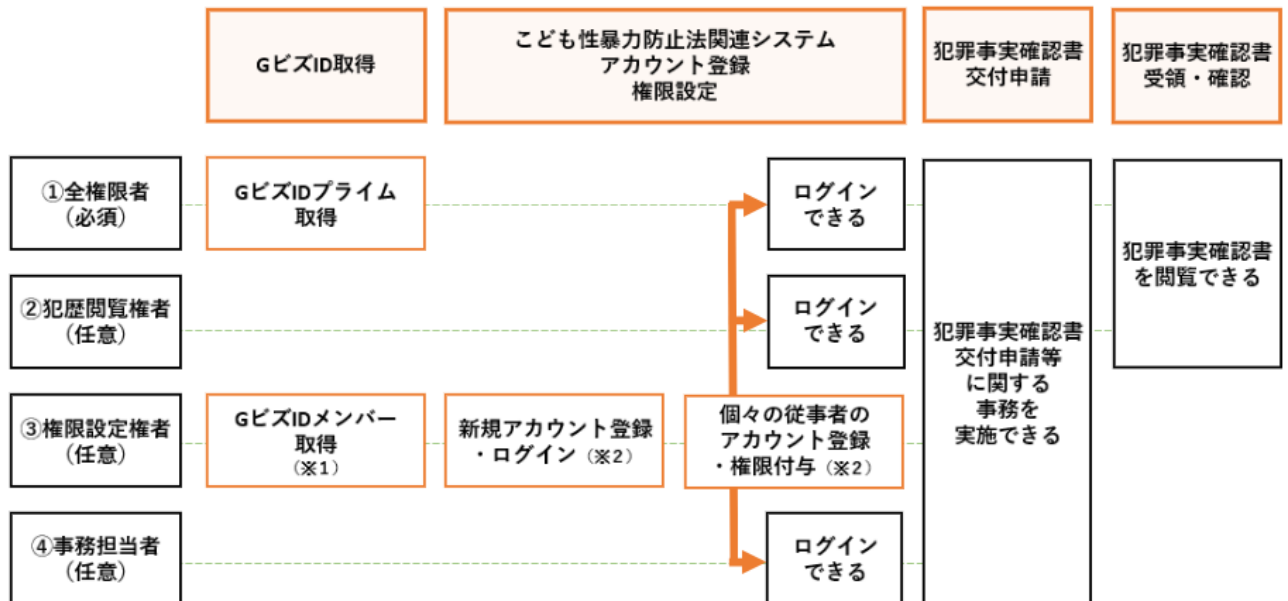 GビズID取得
こども性暴力防止法関連システム
アカウント登録
権限設定
犯罪事実確認書
交付申請
犯罪事実確認書
受領・確認
①全権限者
（必須）
GビズIDプライム
取得
ログイン
できる
②犯歴閲覧権者
（任意）
ログイン
できる
③権限設定権者
（任意）
GビズIDメンバー
取得
（※1）
新規アカウント登録
・ログイン（※2）
個々の従事者の
アカウント登録
・権限付与（※2）
④事務担当者
（任意）
ログイン
できる
犯罪事実確認書
交付申請等
に関する
事務を
実施できる
犯罪事実確認書
を閲覧できる